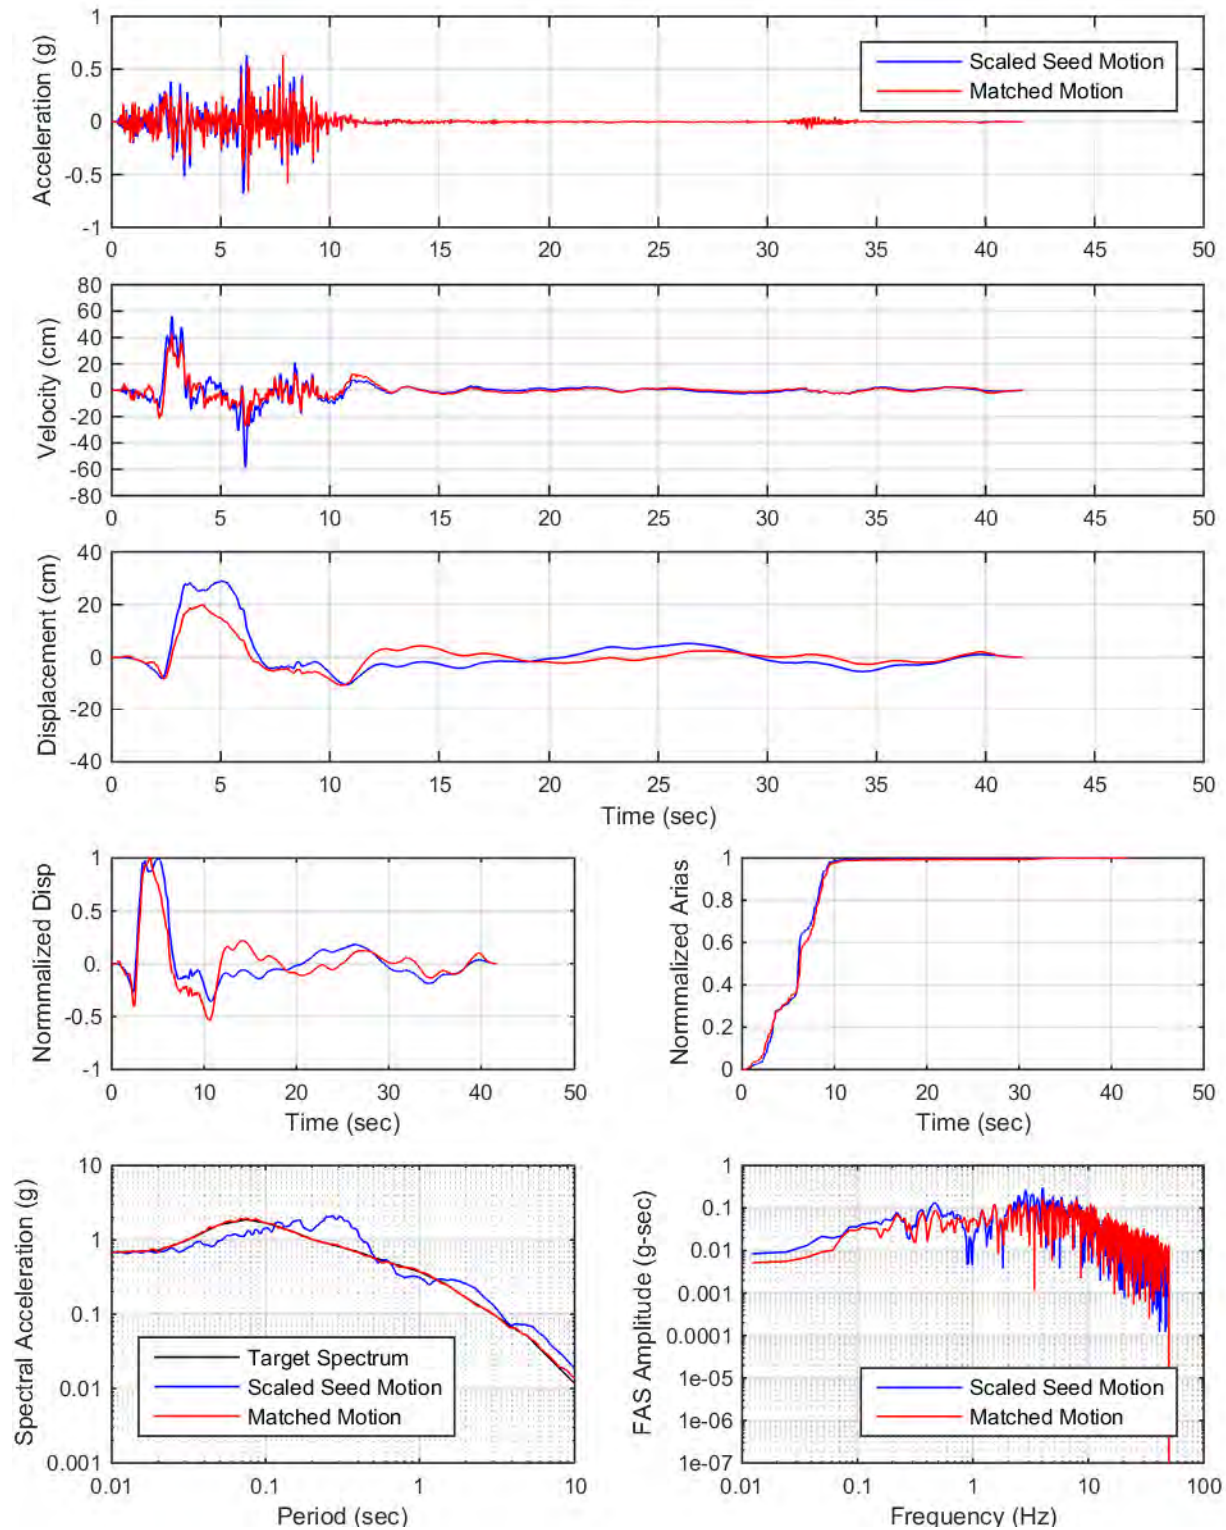 1
0.5
0
-0.5
-1
Acceleration (g)
Scaled Seed Motion
Matched Motion
0 5 10 15 20 25 30 35 40 45 50
80
60
40
20
0
-20
-40
-60
-80
Velocity (cm)
0 5 10 15 20 25 30 35 40 45 50
40
20
0
-20
-40
Displacement (cm)
0 5 10 15 20 25 30 35 40 45 50
Time (sec)
1
0.5
0.
-0.5
-1
Normmalized Disp
0 10 20 30 40 50
Time (sec)
1
0.8
0.6
0.4
0.2
0
Normmalized Arias
0 10 20 30 40 50
Time (sec)
10
1
0.1
0.01
0.001
Spectral Acceleration (g)
Target Spectrum
Scaled Seed Motion
Matched Motion
0.01 0.1 1 10
Period (sec)
1
0.1
0.01
0.001
0.0001
1e-05
1e-06
1e-07
FAS Amplitude (g-sec)
Scaled Seed Motion
Matched Motion
0.01 0.1 1 10 100
Frequency (Hz)